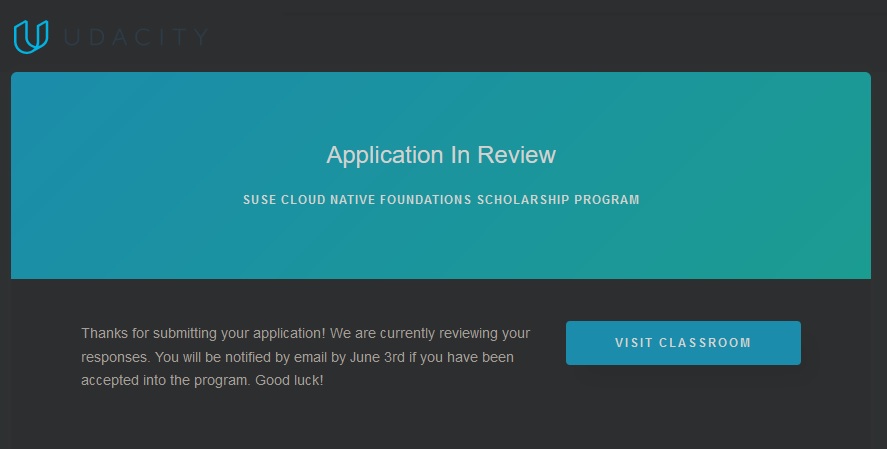 UDACITY
Application In Review
SUSE CLOUD NATIVE FOUNDATIONS SCHOLARSHIP PROGRAM
Thanks for submitting your application! We are currently reviewing your
responses. You will be notified by email by June 3rd if you have been
accepted into the program. Good luck!
VISIT CLASSROOM